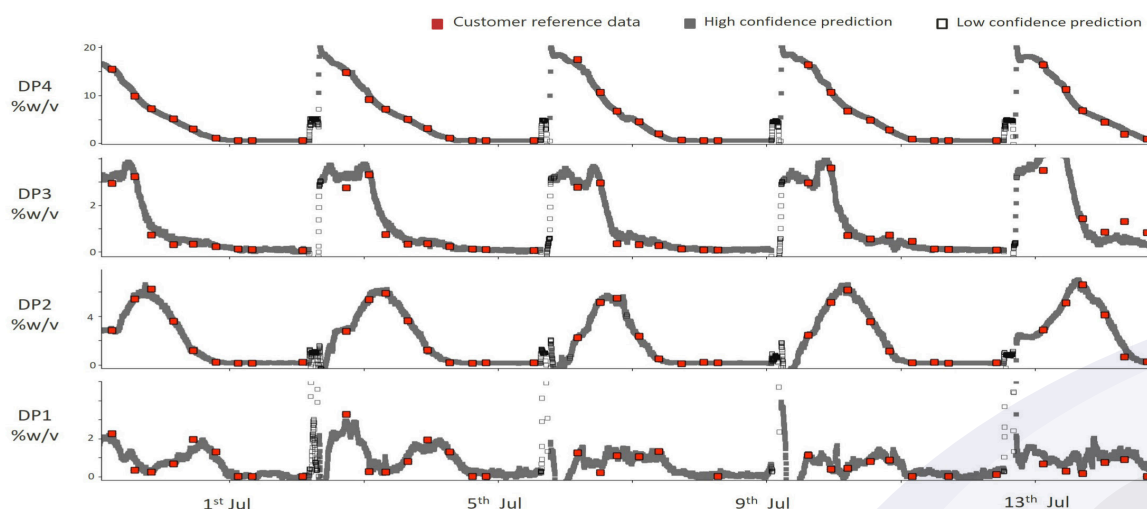 Customer reference data High confidence prediction Low confidence prediction
20
DP4
%w/v
10
0
DP3
%w/v
2
0
DP2
%w/v
4
0
DP1
%w/v
2
0
1st Jul 5th Jul 9th Jul 13th Jul